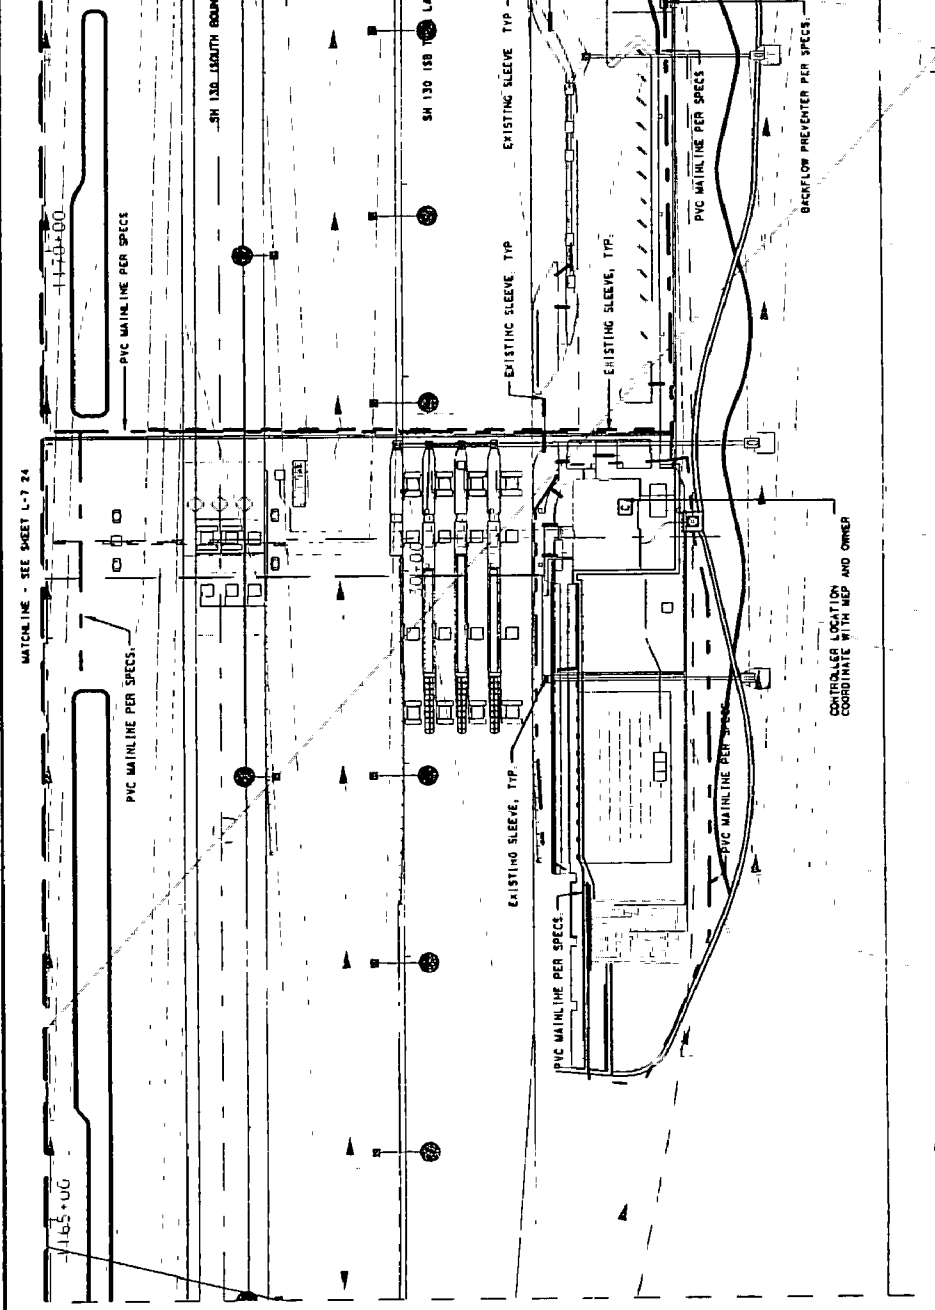 MATCHLINE - SEE SHEET L-7 24
1165+00
1170+00
PVC MAINLINE PER SPECS.
PVC MAINLINE PER SPECS
SH 130 (SOUTH BOUN
SH 130 (SB
EXISTING SLEEVE, TYP.
EXISTING SLEEVE, TYP
EXISTING SLEEVE TYP
EXISTING SLEEVE, TYP.
PVC MAINLINE PER SPECS.
PVC MAINLINE PER SPECS
PVC MAINLINE PER SPECS
BACKFLOW PREVENTER PER SPECS.
C
CONTROLLER LOCATION
COORDINATE WITH MEP AND OWNER